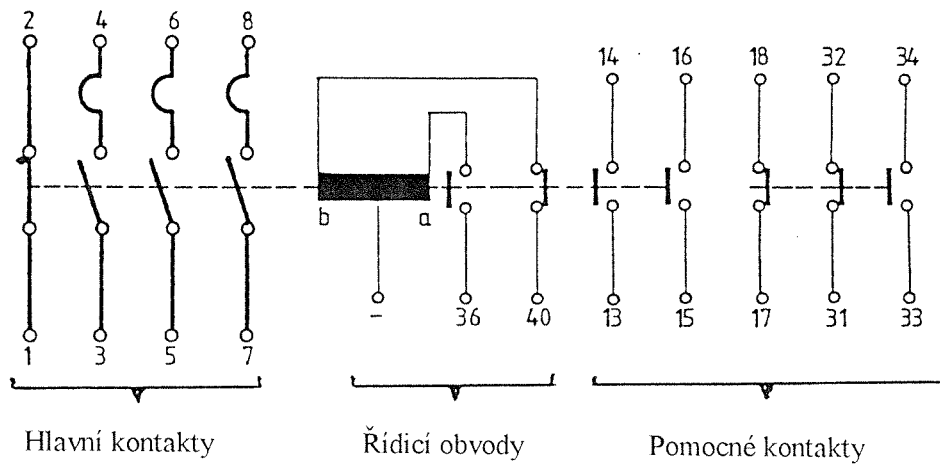 2 4 6 8
14 16 18 32 34
b a
– 36 40
13 15 17 31 33
1 3 5 7
Hlavní kontakty
Řídicí obvody
Pomocné kontakty